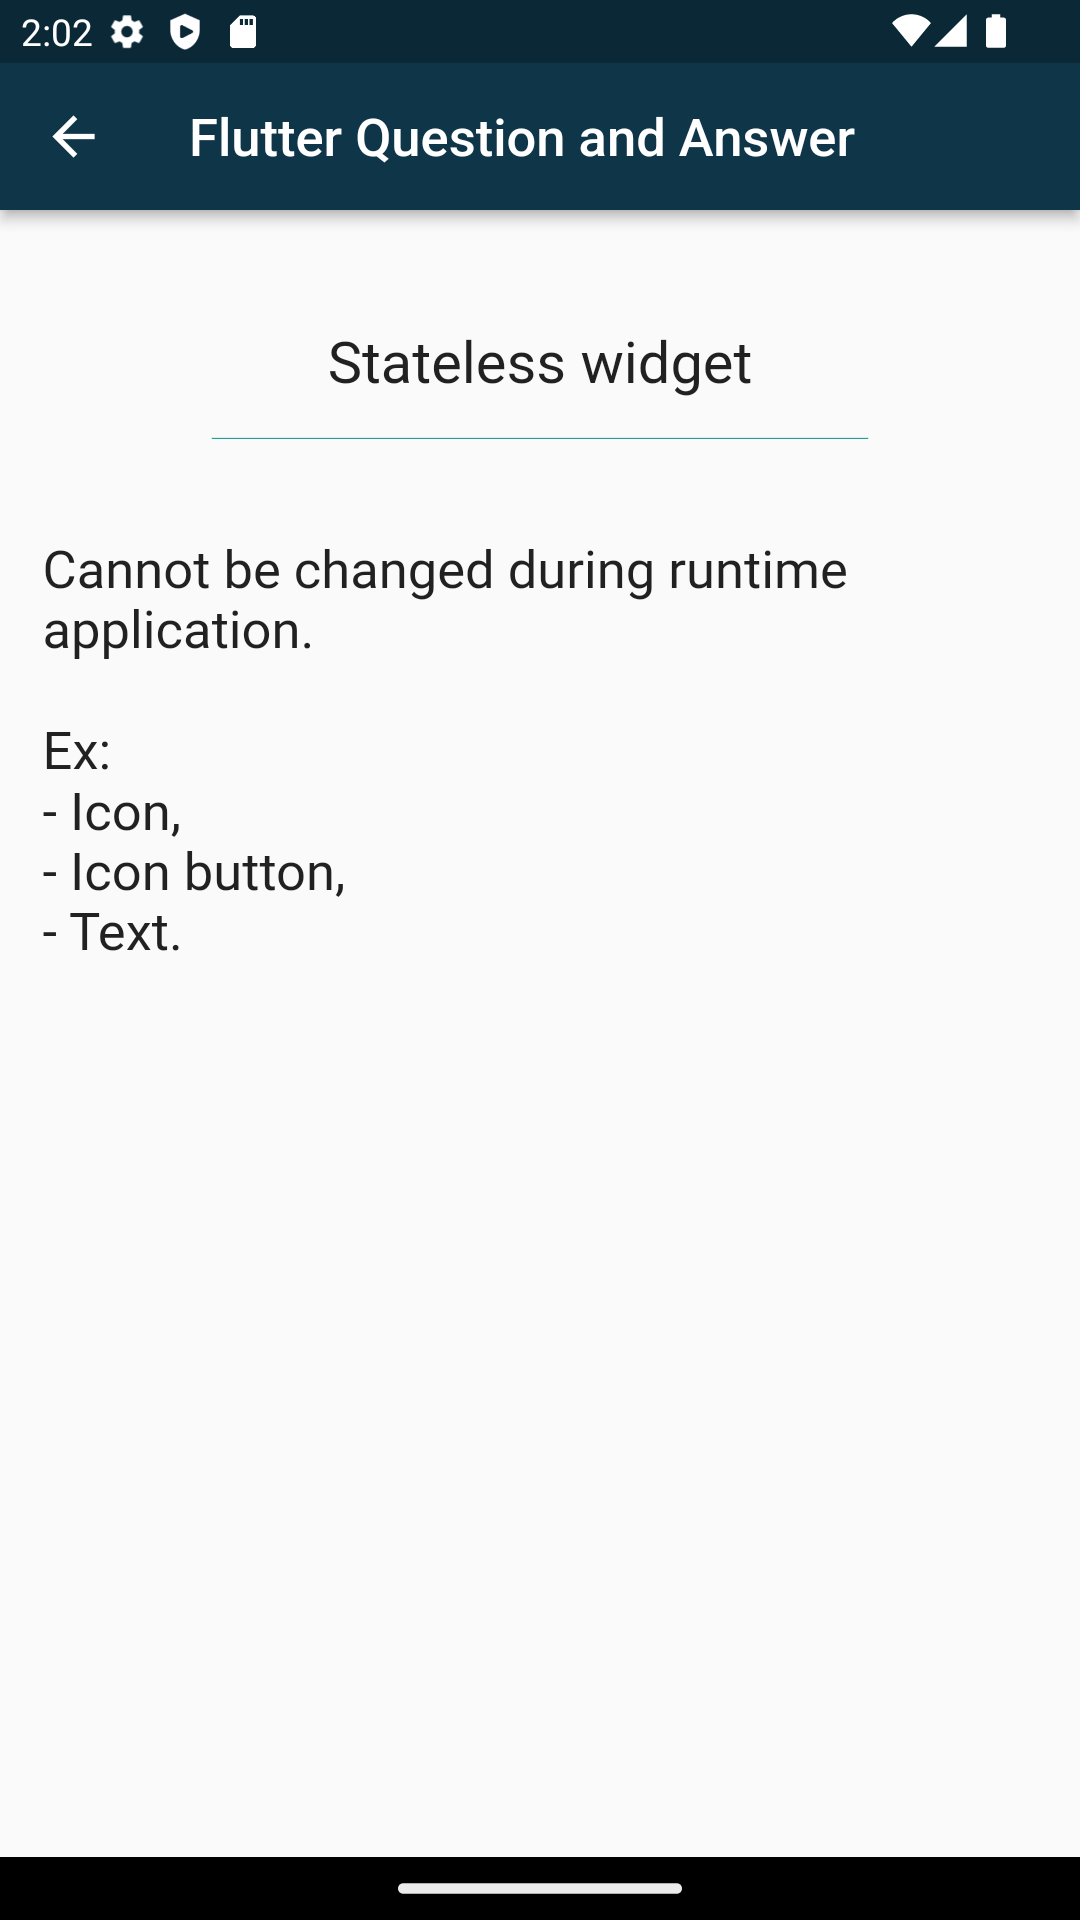 2:02
Flutter Question and Answer
Stateless widget
Cannot be changed during runtime
application.
Ex:
- Icon,
- Icon button,
- Text.